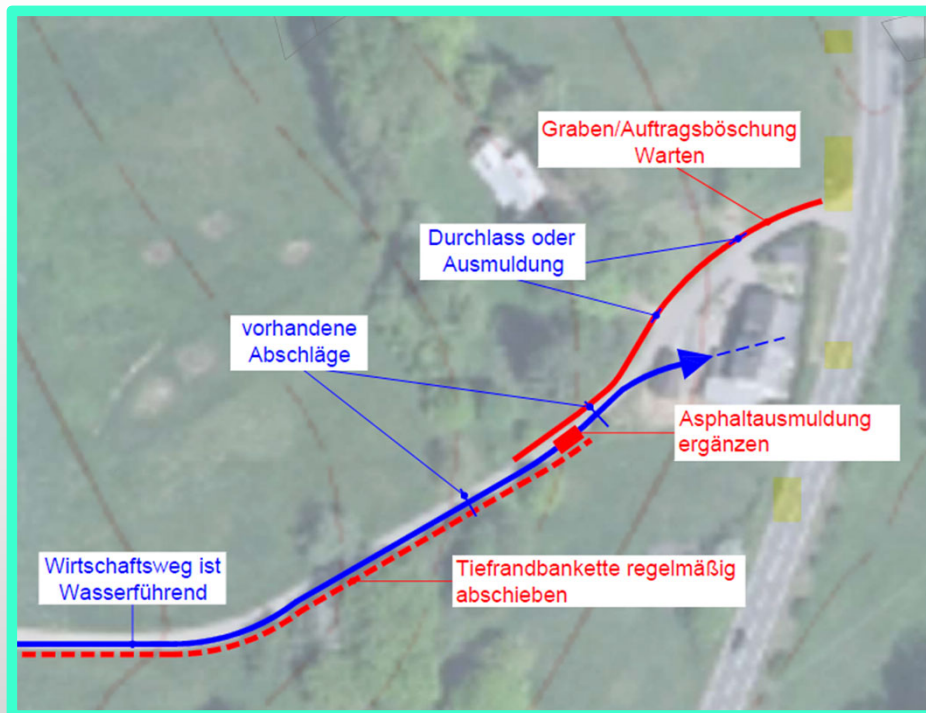 Graben/Auftragsböschung
Warten
Durchlass oder
Ausmuldung
vorhandene
Abschläge
Asphaltausmuldung
ergänzen
Wirtschaftsweg ist
Wasserführend
Tiefrandbankette regelmäßig
abschieben